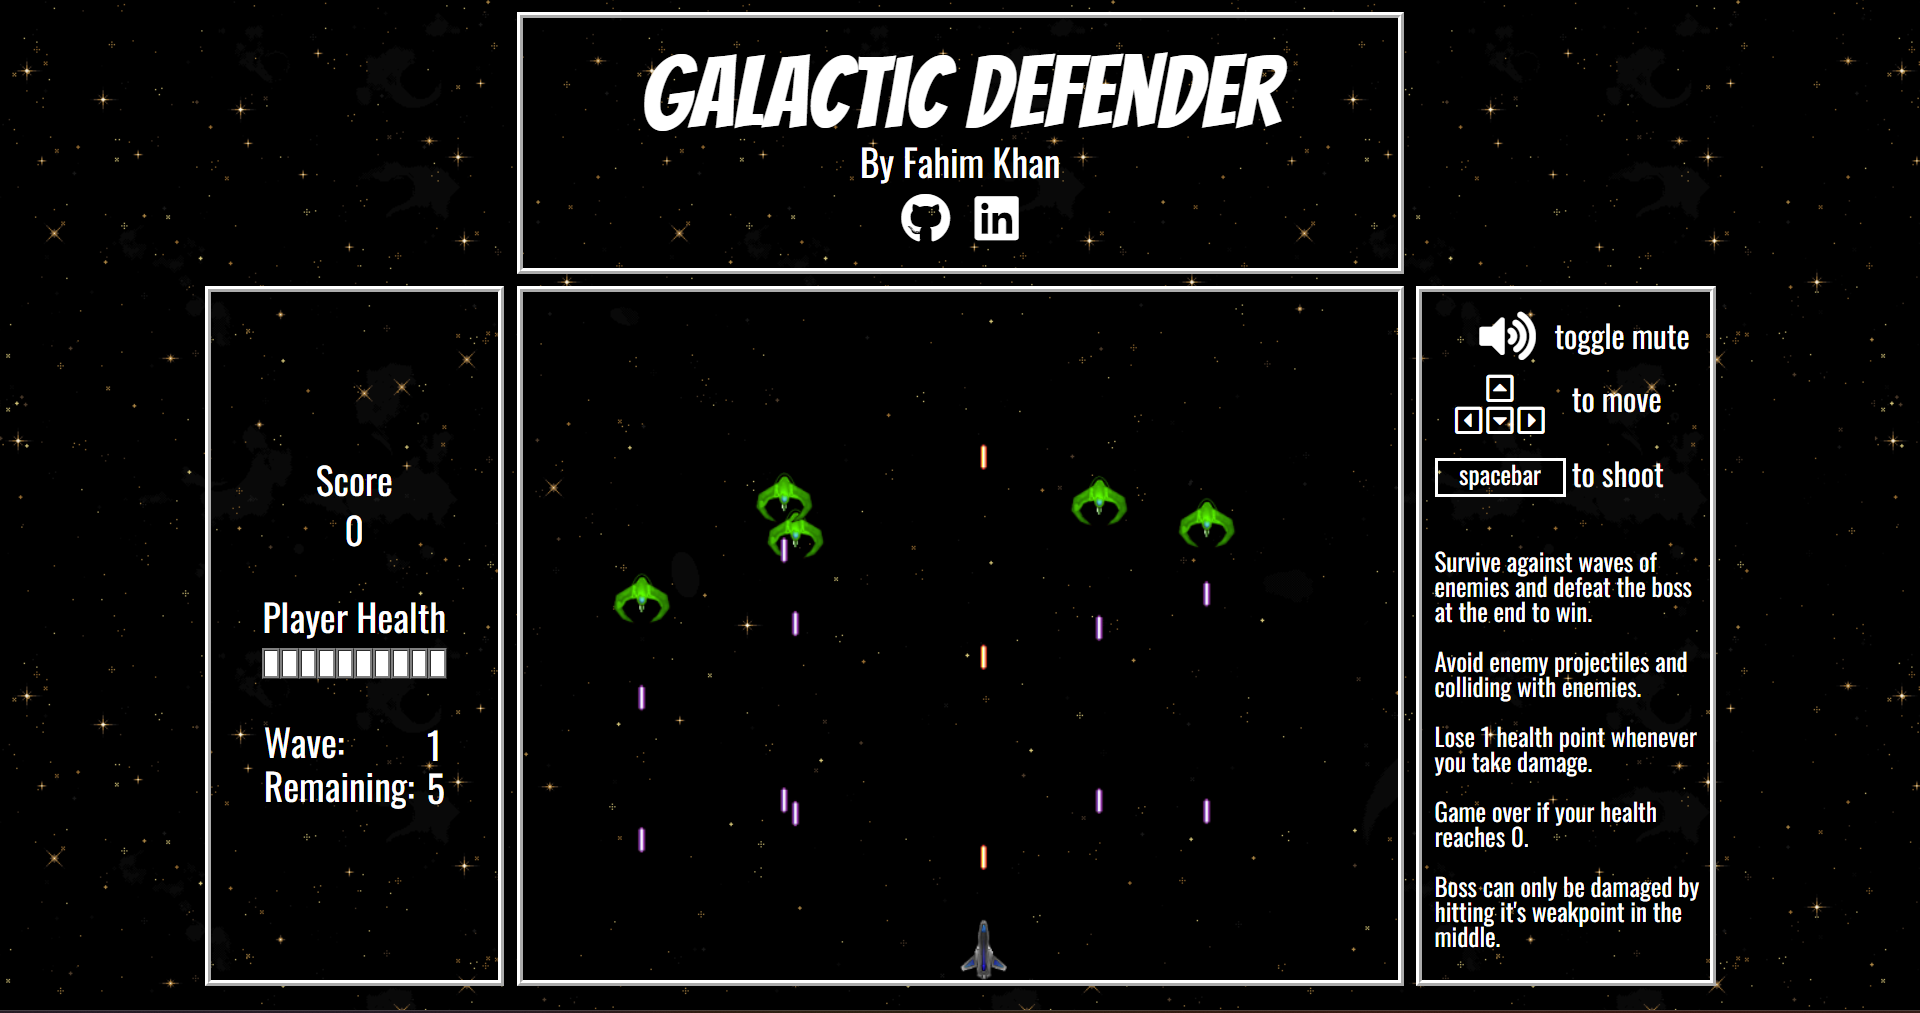 GALACTIC DEFENDER
By Fahim Khan
in
Score
0
Player Health
Wave: 1
Remaining: 5
toggle mute
to move
spacebar to shoot
Survive against waves of
enemies and defeat the boss
at the end to win.
Avoid enemy projectiles and
colliding with enemies.
Lose 1 health point whenever
you take damage.
Game over if your health
reaches 0.
Boss can only be damaged by
hitting it's weakpoint in the
middle.